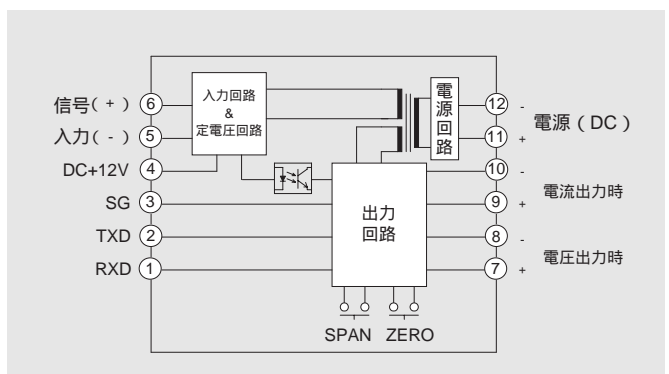 信号( + ) ⑥
入力( - ) ⑤
DC+12V ④
SG ③
TXD ②
RXD ①
入力回路
&
定電圧回路
電源回路
出力
回路
⑫ -
⑪ +
電源(DC)
⑩ -
⑨ +
電流出力時
⑧ -
⑦ +
電圧出力時
SPAN ZERO